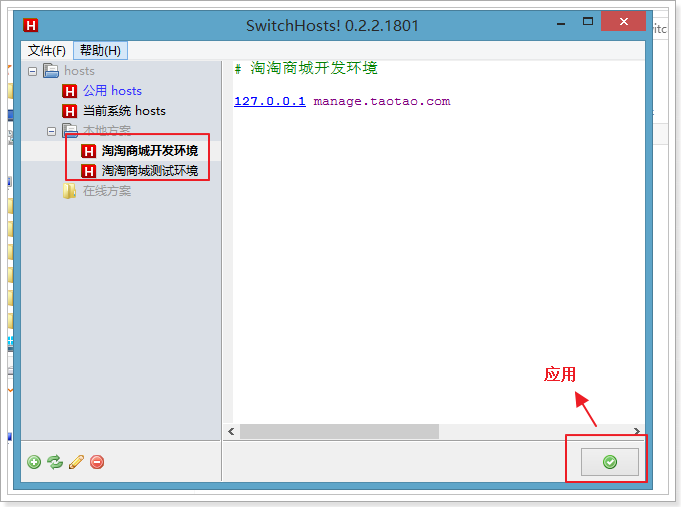 SwitchHosts! 0.2.2.1801
文件(F) 帮助(H)
hosts
公用 hosts
当前系统 hosts
本地方案
淘淘商城开发环境
淘淘商城测试环境
在线方案
# 淘淘商城开发环境
127.0.0.1 manage.taotao.com
应用